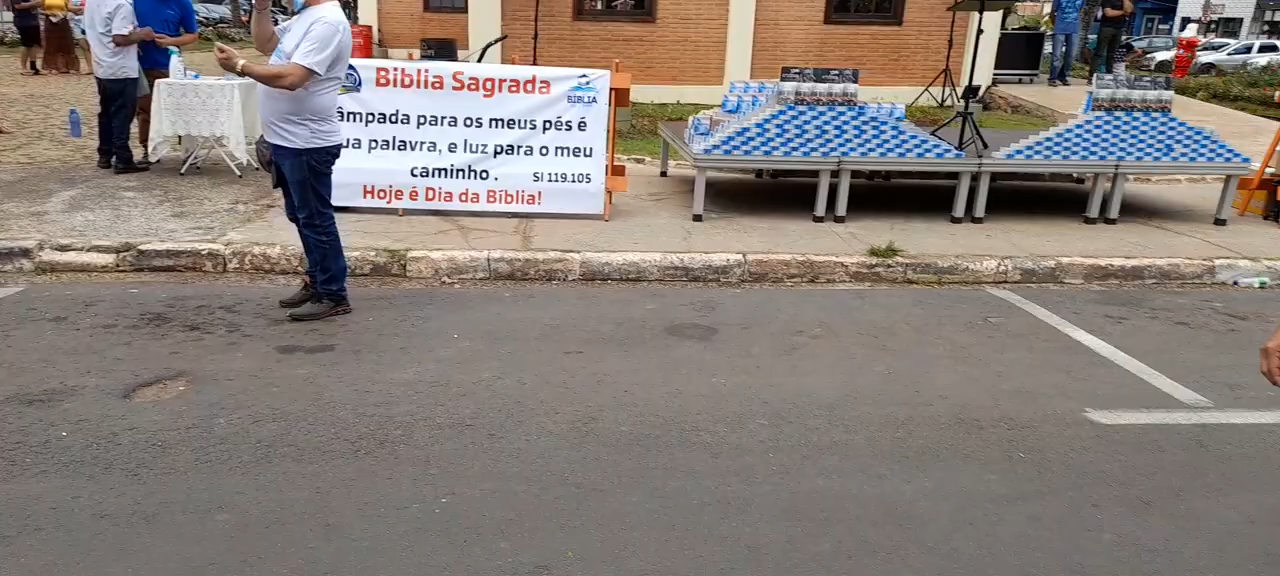 Biblia Sagrada
âmpada para os meus pés é
ua palavra, e luz para o meu
caminho . Sl 119.105
Hoje é Dia da Bíblia!
BÍBLIA